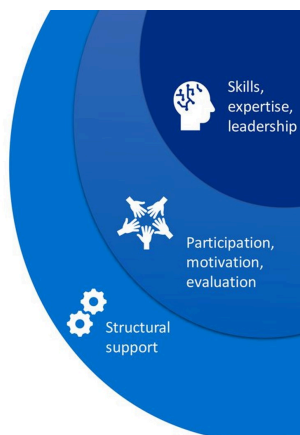 Skills,
expertise,
leadership
Participation,
motivation,
evaluation
Structural
support